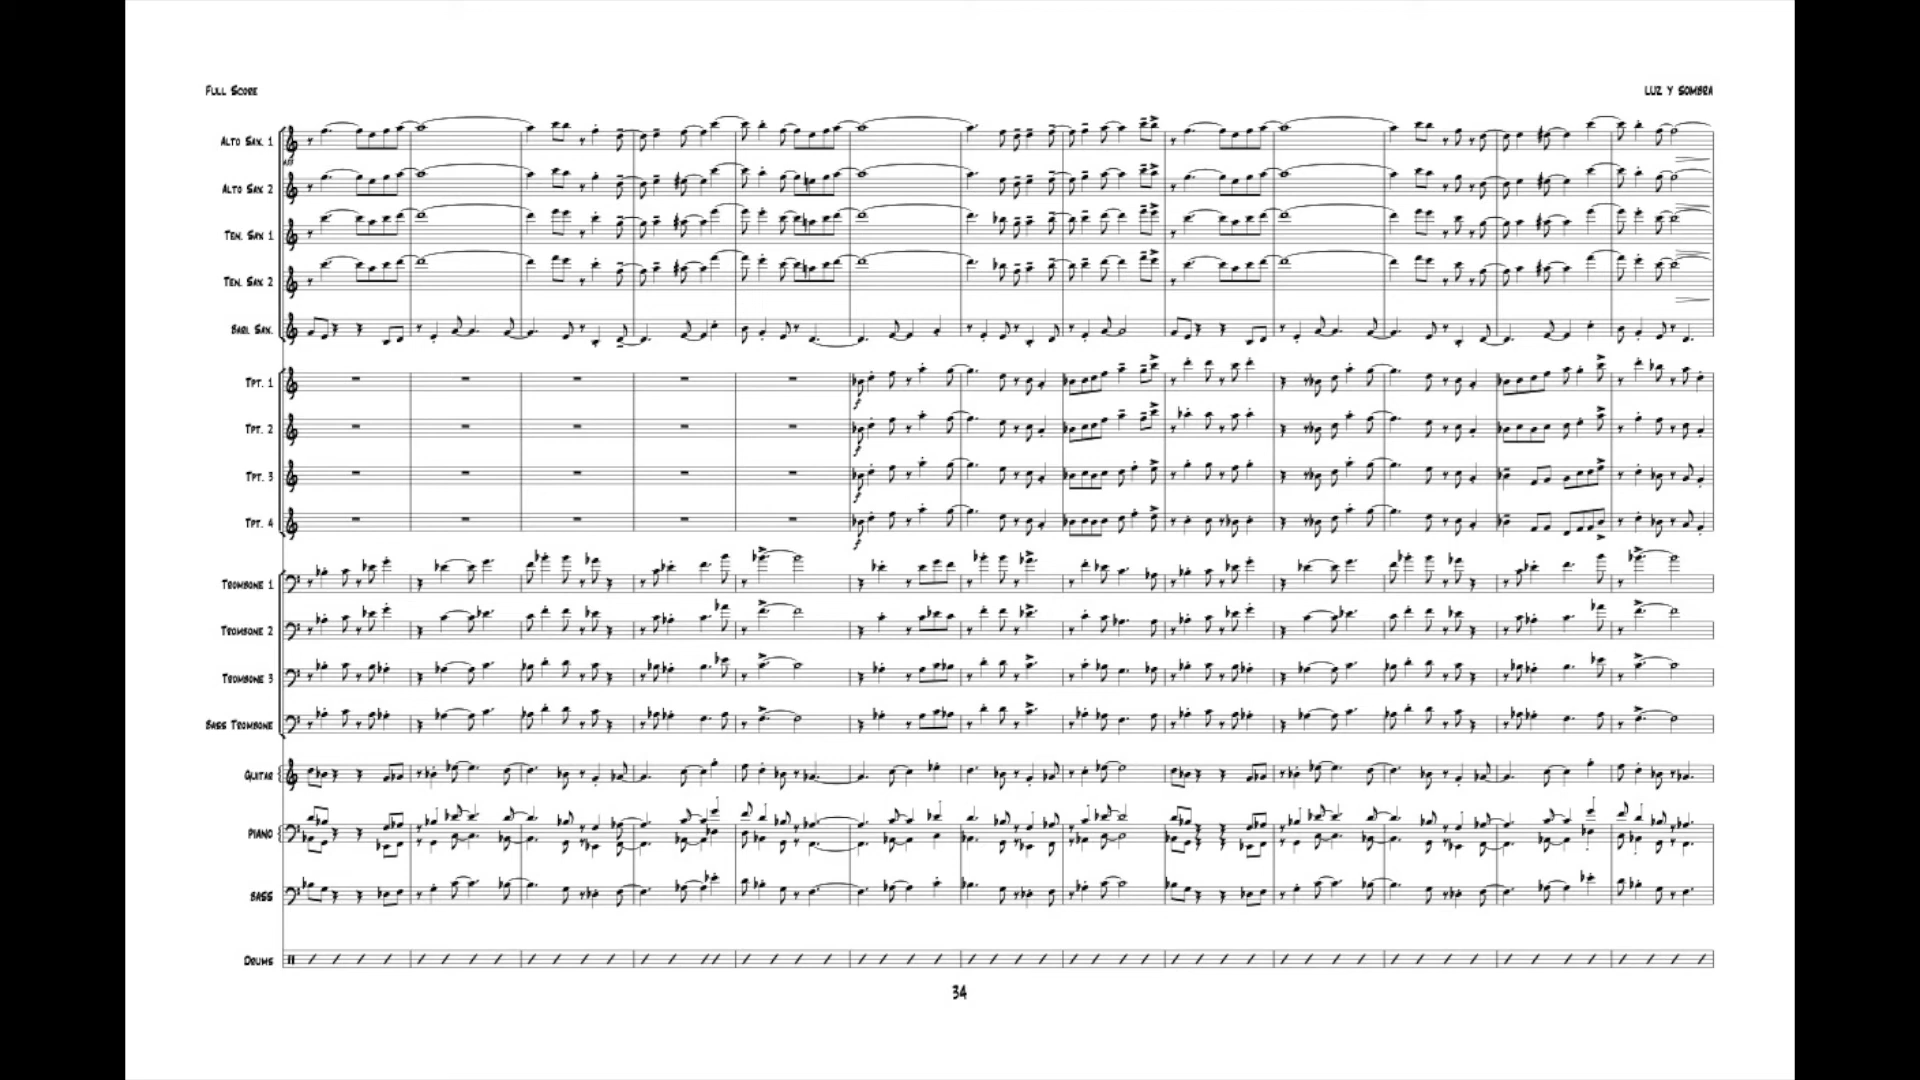 FULL SCORE
LUZ Y SOMBRA
ALTO SAX. 1
ALTO SAX 2
TEN. SAX 1
TEN. SAX 2
BARI. SAX.
TPT. 1
TPT. 2
TPT. 3
TPT. 4
TROMBONE 1
TROMBONE 2
TROMBONE 3
BASS TROMBONE
GUITAR
PIANO
BASS
DRUMS
34